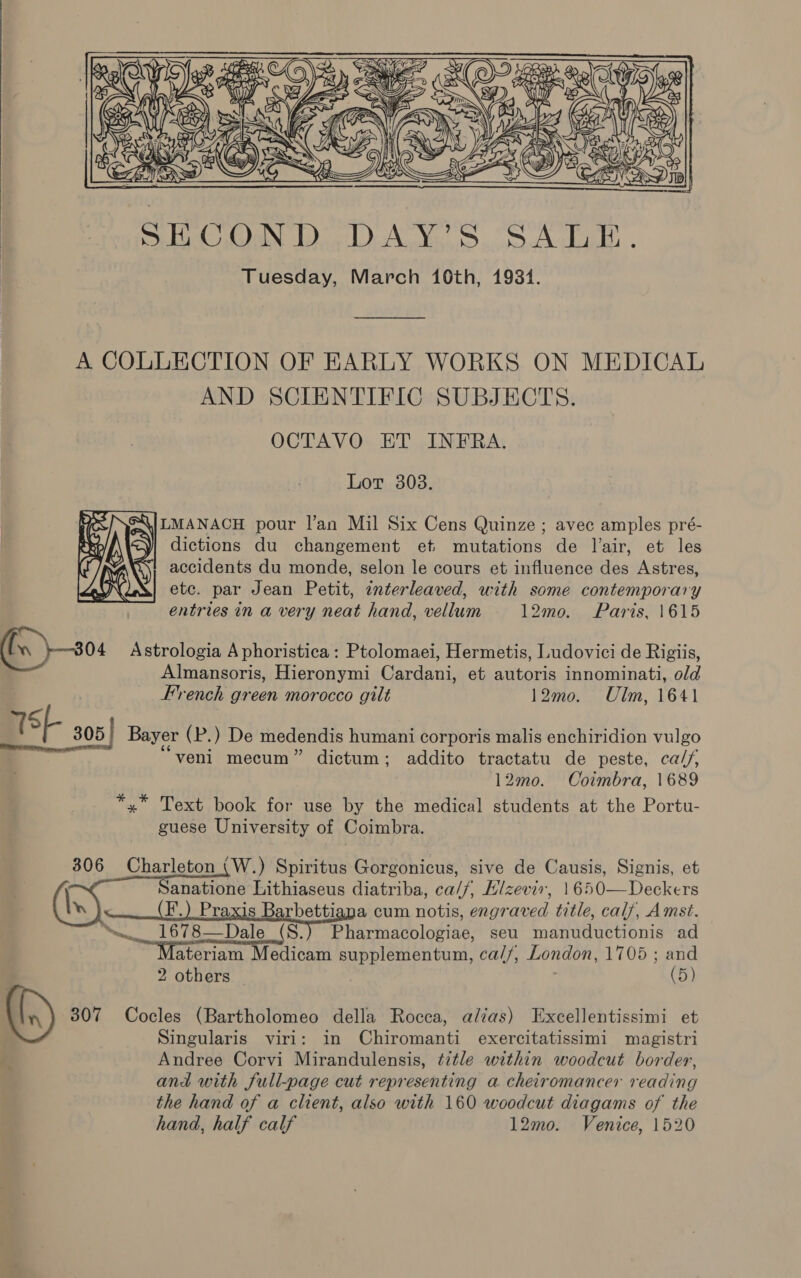 SECOND DAY'S SALE.
Tuesday, March 10th, 1931.
A COLLECTION OF EARLY WORKS ON MEDICAL
AND SCIENTIFIC SUBJECTS.
OCTAVO ET INFRA.
Lot 303.
ALMANACH pour l'an Mil Six Cens Quinze ; avec amples pré-
dictions du changement et mutations de l'air, et les
accidents du monde, selon le cours et influence des Astres,
etc. par Jean Petit, interleaved, with some contemporary
entries in a very neat hand, vellum 12mo. Paris, 1615
In 304 Astrologia Aphoristica : Ptolomaei, Hermetis, Ludovici de Rigiis,
Almansoris, Hieronymi Cardani, et autoris innominati, old
French green morocco gilt 12mo. Ulm, 1641
75/- 305 Bayer (P.) De medendis humani corporis malis enchiridion vulgo
"veni mecum" dictum ; addito tractatu de peste, calf,
12mo. Coimbra, 1689
*⁎* Text book for use by the medical students at the Portu-
guese University of Coimbra.
306 Charleton (W.) Spiritus Gorgonicus, sive de Causis, Signis, et
Sanatione Lithiaseus diatriba, calf, Elzevir, 1650—Deckers
In (F.) Praxis Barbettiana cum notis, engraved title, calf, Amst.
1678—Dale (S.) Pharmacologiae, seu manuductionis ad
Materiam Medicam supplementum, calf, London, 1705 ; and
2 others (5)
In 307 Cocles (Bartholomeo della Rocca, alias) Excellentissimi et
Singularis viri: in Chiromanti exercitatissimi magistri
Andree Corvi Mirandulensis, title within woodcut border,
and with full-page cut representing a cheiromancer reading
the hand of a client, also with 160 woodcut diagams of the
hand, half calf 12mo. Venice, 1520